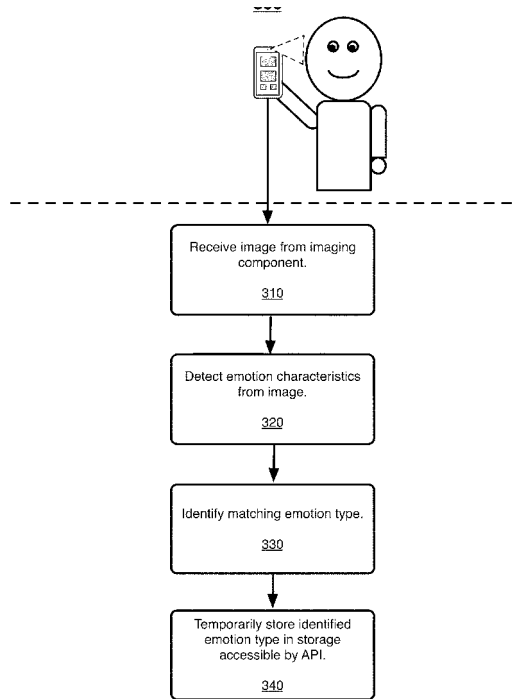 Receive image from imaging
component.
310
Detect emotion characteristics
from image.
320
Identify matching emotion type.
330
Temporarily store identified
emotion type in storage
accessible by API.
340